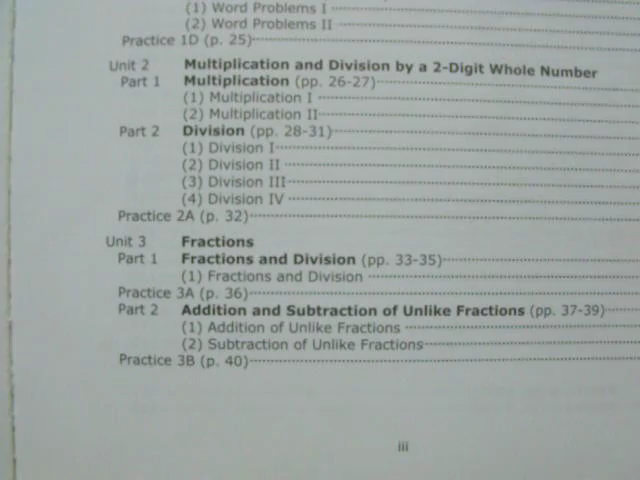 (1) Word Problems I
(2) Word Problems II
Practice 1D (p. 25)
Unit 2 Multiplication and Division by a 2-Digit Whole Number
Part 1 Multiplication (pp. 26-27)
(1) Multiplication I
(2) Multiplication II
Part 2 Division (pp. 28-31)
(1) Division I
(2) Division II
(3) Division III
(4) Division IV
Practice 2A (p. 32)
Unit 3 Fractions
Part 1 Fractions and Division (pp. 33-35)
(1) Fractions and Division
Practice 3A (p. 36)
Part 2 Addition and Subtraction of Unlike Fractions (pp. 37-39)
(1) Addition of Unlike Fractions
(2) Subtraction of Unlike Fractions
Practice 3B (p. 40)
iii